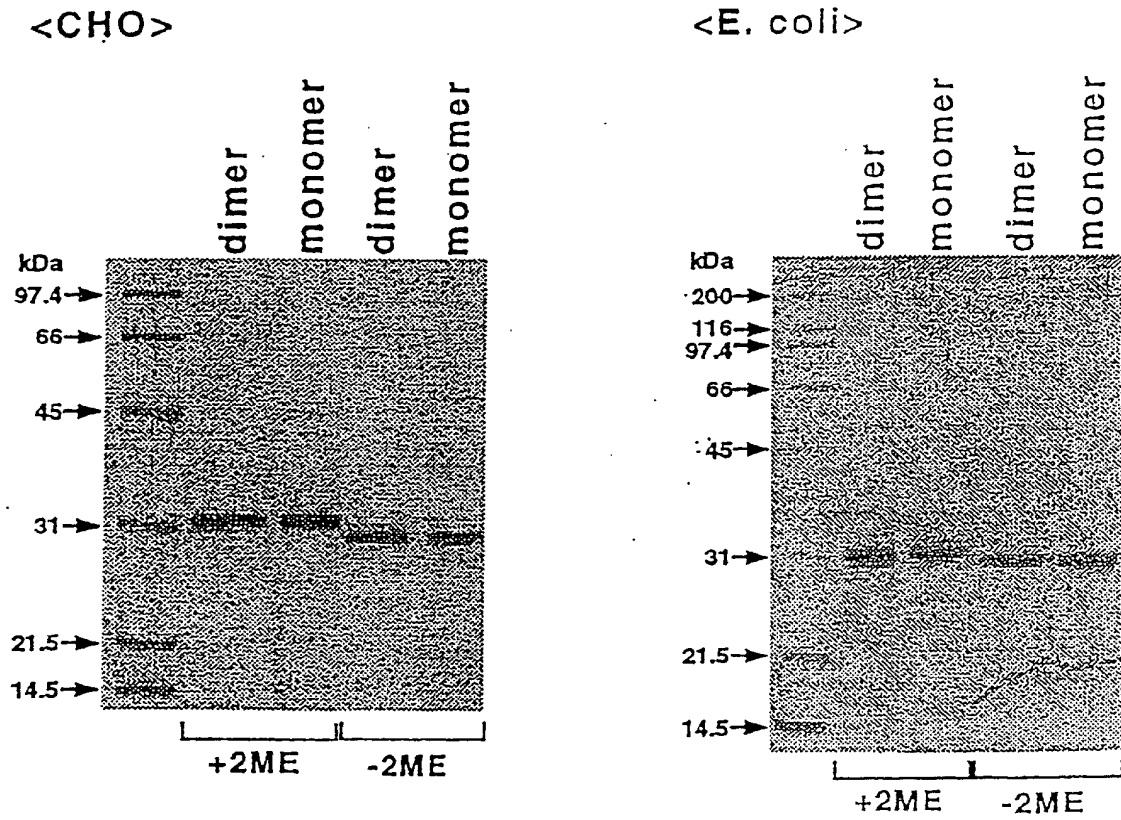 <CHO>
dimer
monomer
dimer
monomer
kDa
97.4
66
45
31
21.5
14.5
+2ME
-2ME
<E. coli>
dimer
monomer
dimer
monomer
kDa
200
116
97.4
66
45
31
21.5
14.5
+2ME
-2ME